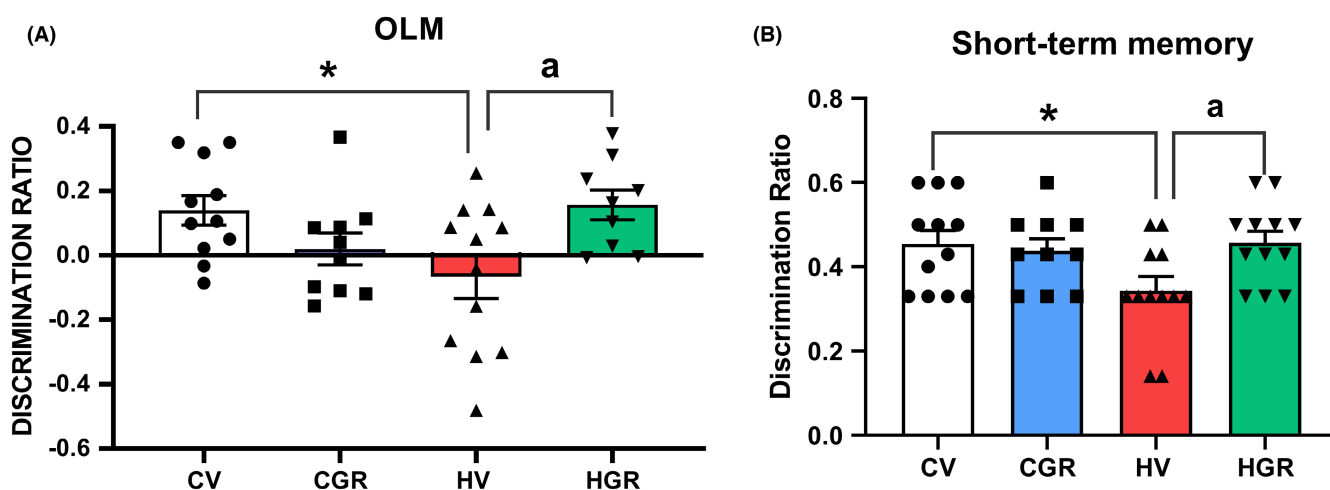 (A)
OLM
*
a
DISCRIMINATION RATIO
0.4
0.2
0.0
-0.2
-0.4
-0.6
CV CGR HV HGR
(B)
Short-term memory
*
a
Discrimination Ratio
0.8
0.6
0.4
0.2
0.0
CV CGR HV HGR